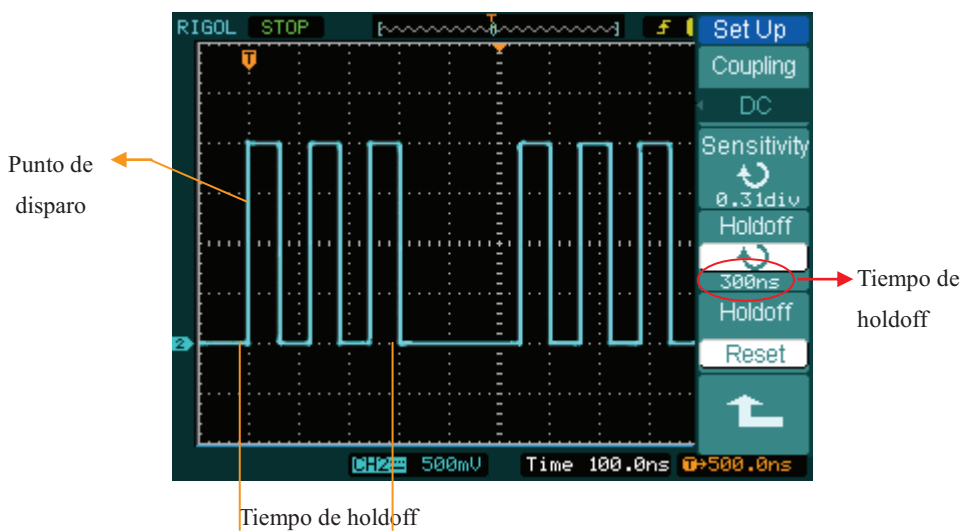 RIGOL STOP
T
T
Set Up
Coupling
DC
Sensitivity
0.31div
Holdoff
300ns
Holdoff
Reset
Punto de
disparo
Tiempo de
holdoff
2
CH2 500mV Time 100.0ns T→500.0ns
Tiempo de holdoff